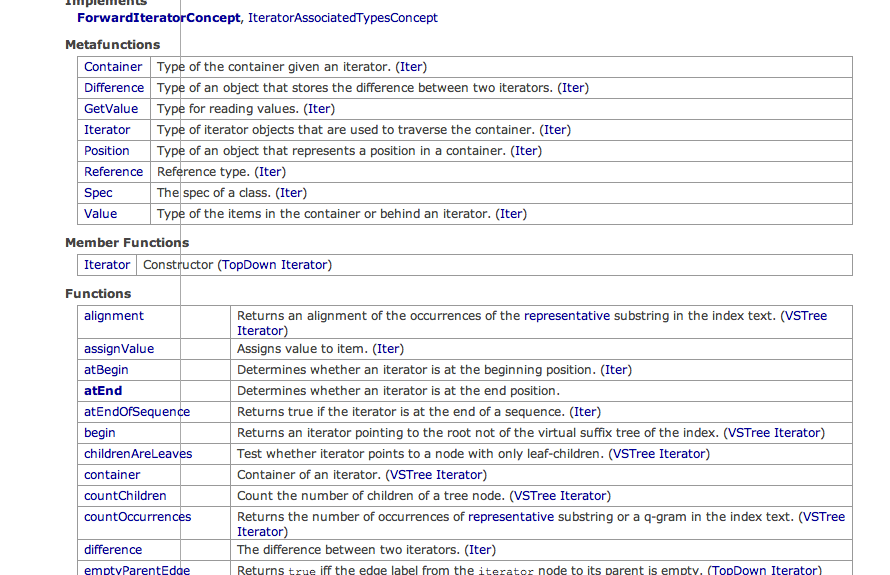 Implements
ForwardIteratorConcept, IteratorAssociatedTypesConcept
Metafunctions
Container Type of the container given an iterator. (Iter)
Difference Type of an object that stores the difference between two iterators. (Iter)
GetValue Type for reading values. (Iter)
Iterator Type of iterator objects that are used to traverse the container. (Iter)
Position Type of an object that represents a position in a container. (Iter)
Reference Reference type. (Iter)
Spec The spec of a class. (Iter)
Value Type of the items in the container or behind an iterator. (Iter)
Member Functions
Iterator Constructor (TopDown Iterator)
Functions
alignment Returns an alignment of the occurrences of the representative substring in the index text. (VSTree
Iterator)
assignValue Assigns value to item. (Iter)
atBegin Determines whether an iterator is at the beginning position. (Iter)
atEnd Determines whether an iterator is at the end position.
atEndOfSequence Returns true if the iterator is at the end of a sequence. (Iter)
begin Returns an iterator pointing to the root not of the virtual suffix tree of the index. (VSTree Iterator)
childrenAreLeaves Test whether iterator points to a node with only leaf-children. (VSTree Iterator)
container Container of an iterator. (VSTree Iterator)
countChildren Count the number of children of a tree node. (VSTree Iterator)
countOccurrences Returns the number of occurrences of representative substring or a q-gram in the index text. (VSTree
Iterator)
difference The difference between two iterators. (Iter)
emptyParentEdge Returns true iff the edge label from the iterator node to its parent is empty. (TopDown Iterator)